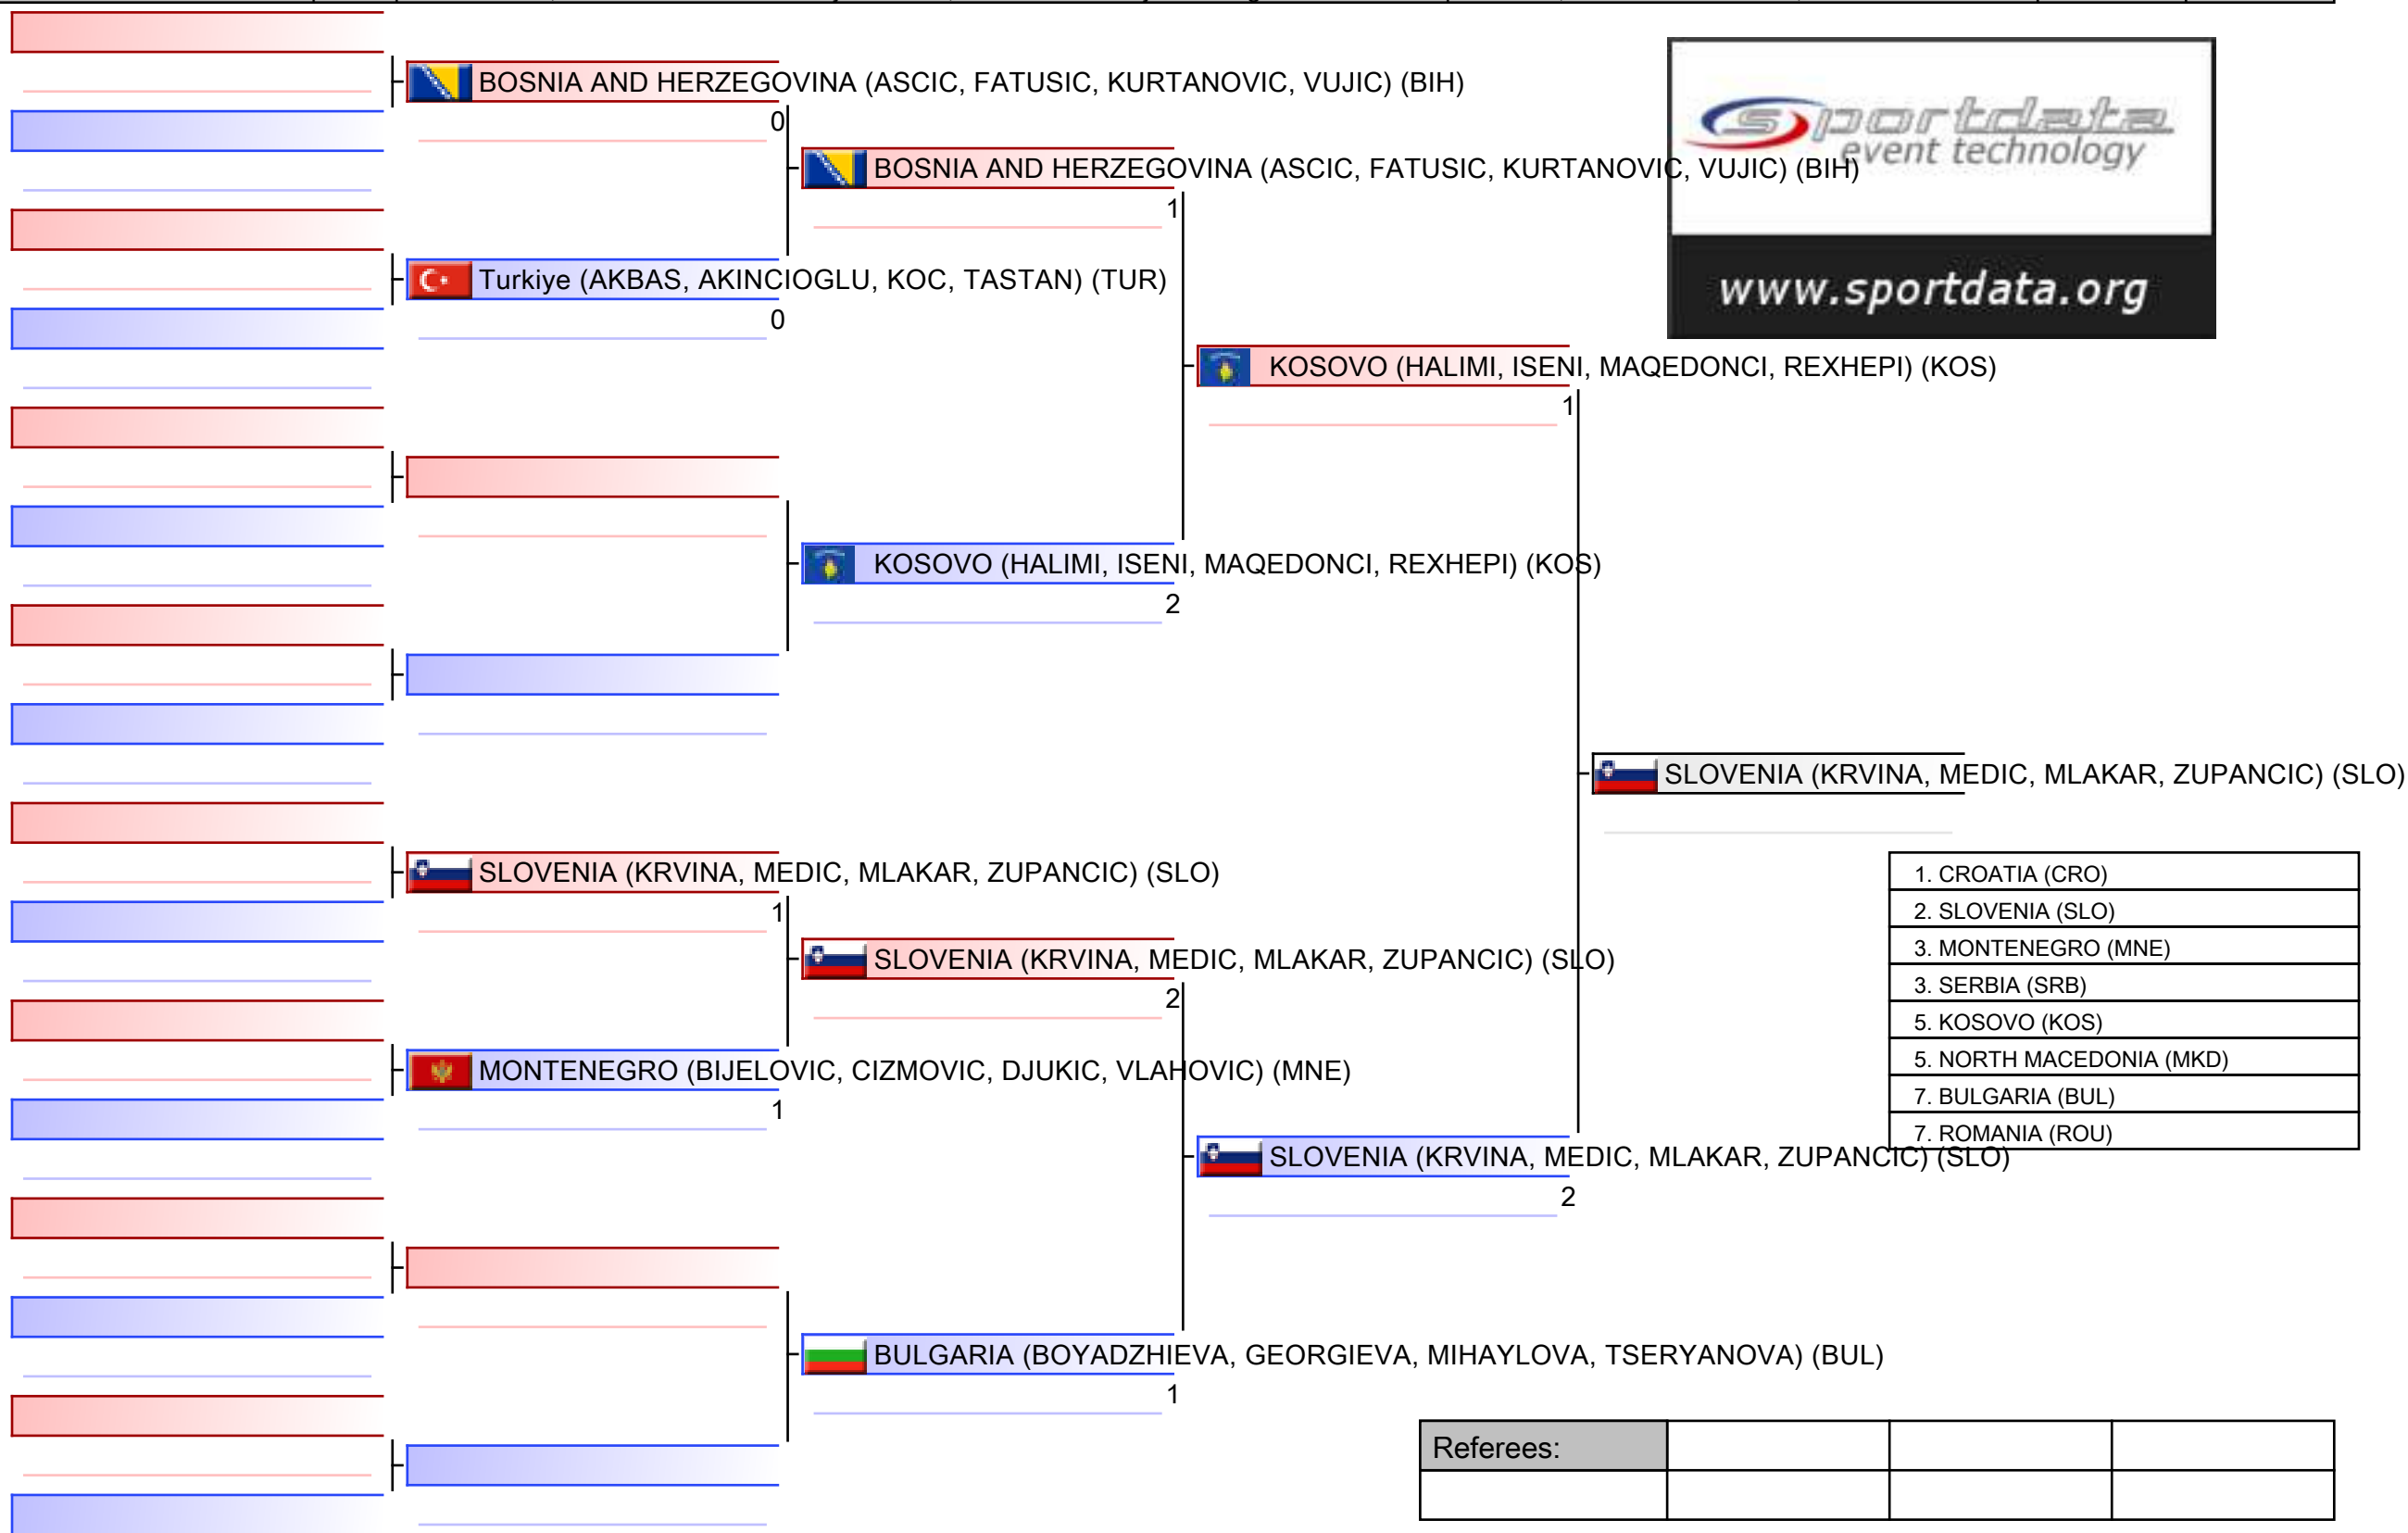 BOSNIA AND HERZEGOVINA (ASCIC, FATUSIC, KURTANOVIC, VUJIC) (BIH)
0
sportdata
event technology
BOSNIA AND HERZEGOVINA (ASCIC, FATUSIC, KURTANOVIC, VUJIC) (BIH)
1
Turkiye (AKBAS, AKINCIOGLU, KOC, TASTAN) (TUR)
0
www.sportdata.org
KOSOVO (HALIMI, ISENI, MAQEDONCI, REXHEPI) (KOS)
1
KOSOVO (HALIMI, ISENI, MAQEDONCI, REXHEPI) (KOS)
2
SLOVENIA (KRVINA, MEDIC, MLAKAR, ZUPANCIC) (SLO)
SLOVENIA (KRVINA, MEDIC, MLAKAR, ZUPANCIC) (SLO)
1
SLOVENIA (KRVINA, MEDIC, MLAKAR, ZUPANCIC) (SLO)
2
MONTENEGRO (BIJELOVIC, CIZMOVIC, DJUKIC, VLAHOVIC) (MNE)
1
1. CROATIA (CRO)
2. SLOVENIA (SLO)
3. MONTENEGRO (MNE)
3. SERBIA (SRB)
5. KOSOVO (KOS)
5. NORTH MACEDONIA (MKD)
7. BULGARIA (BUL)
7. ROMANIA (ROU)
SLOVENIA (KRVINA, MEDIC, MLAKAR, ZUPANCIC) (SLO)
2
BULGARIA (BOYADZHIEVA, GEORGIEVA, MIHAYLOVA, TSERYANOVA) (BUL)
1
Referees: